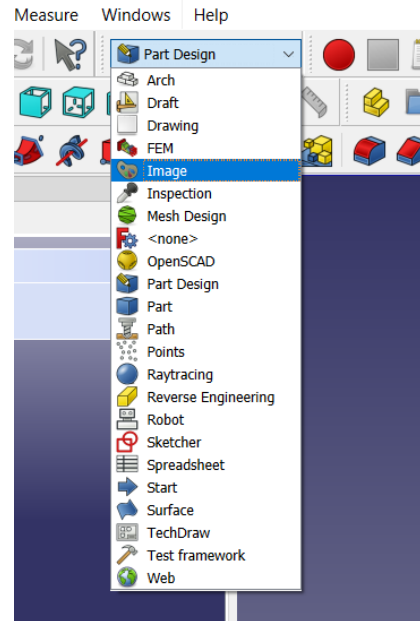 Measure Windows Help
Part Design
Arch
Draft
Drawing
FEM
Image
Inspection
Mesh Design
<none>
OpenSCAD
Part Design
Part
Path
Points
Raytracing
Reverse Engineering
Robot
Sketcher
Spreadsheet
Start
Surface
TechDraw
Test framework
Web